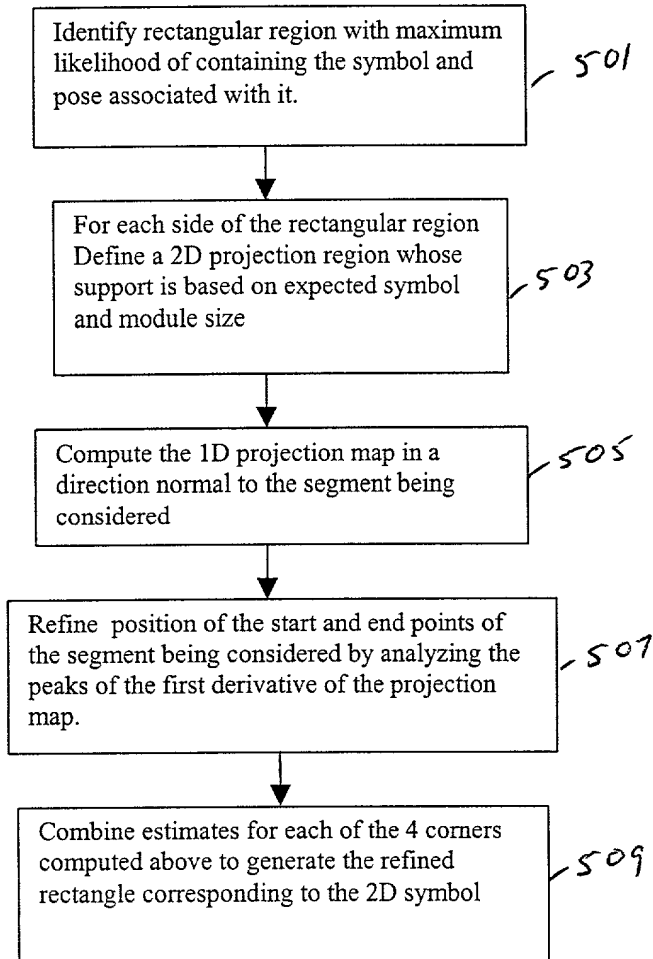 Identify rectangular region with maximum
likelihood of containing the symbol and
pose associated with it.
501
For each side of the rectangular region
Define a 2D projection region whose
support is based on expected symbol
and module size
503
Compute the 1D projection map in a
direction normal to the segment being
considered
505
Refine position of the start and end points of
the segment being considered by analyzing the
peaks of the first derivative of the projection
map.
507
Combine estimates for each of the 4 corners
computed above to generate the refined
rectangle corresponding to the 2D symbol
509